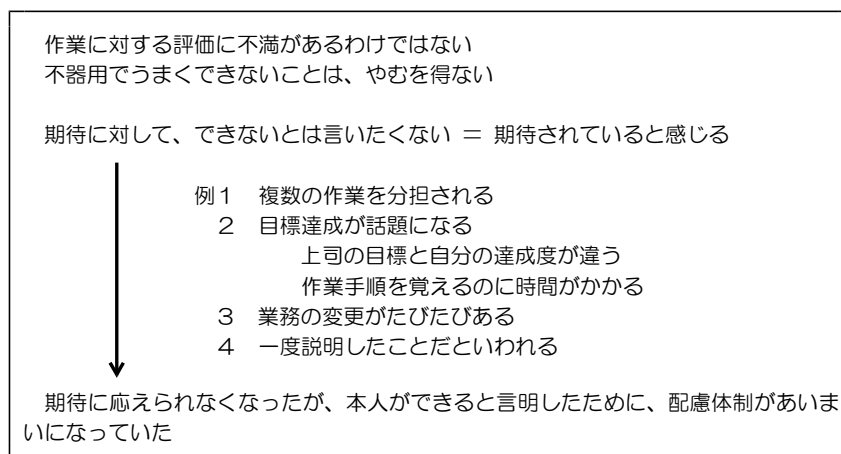 作業に対する評価に不満があるわけではない
不器用でうまくできないことは、やむを得ない
期待に対して、できないとは言いたくない ＝ 期待されていると感じる
例１ 複数の作業を分担される
２ 目標達成が話題になる
上司の目標と自分の達成度が違う
作業手順を覚えるのに時間がかかる
３ 業務の変更がたびたびある
４ 一度説明したことだといわれる
期待に応えられなくなったが、本人ができると言明したために、配慮体制があいま
いになっていた